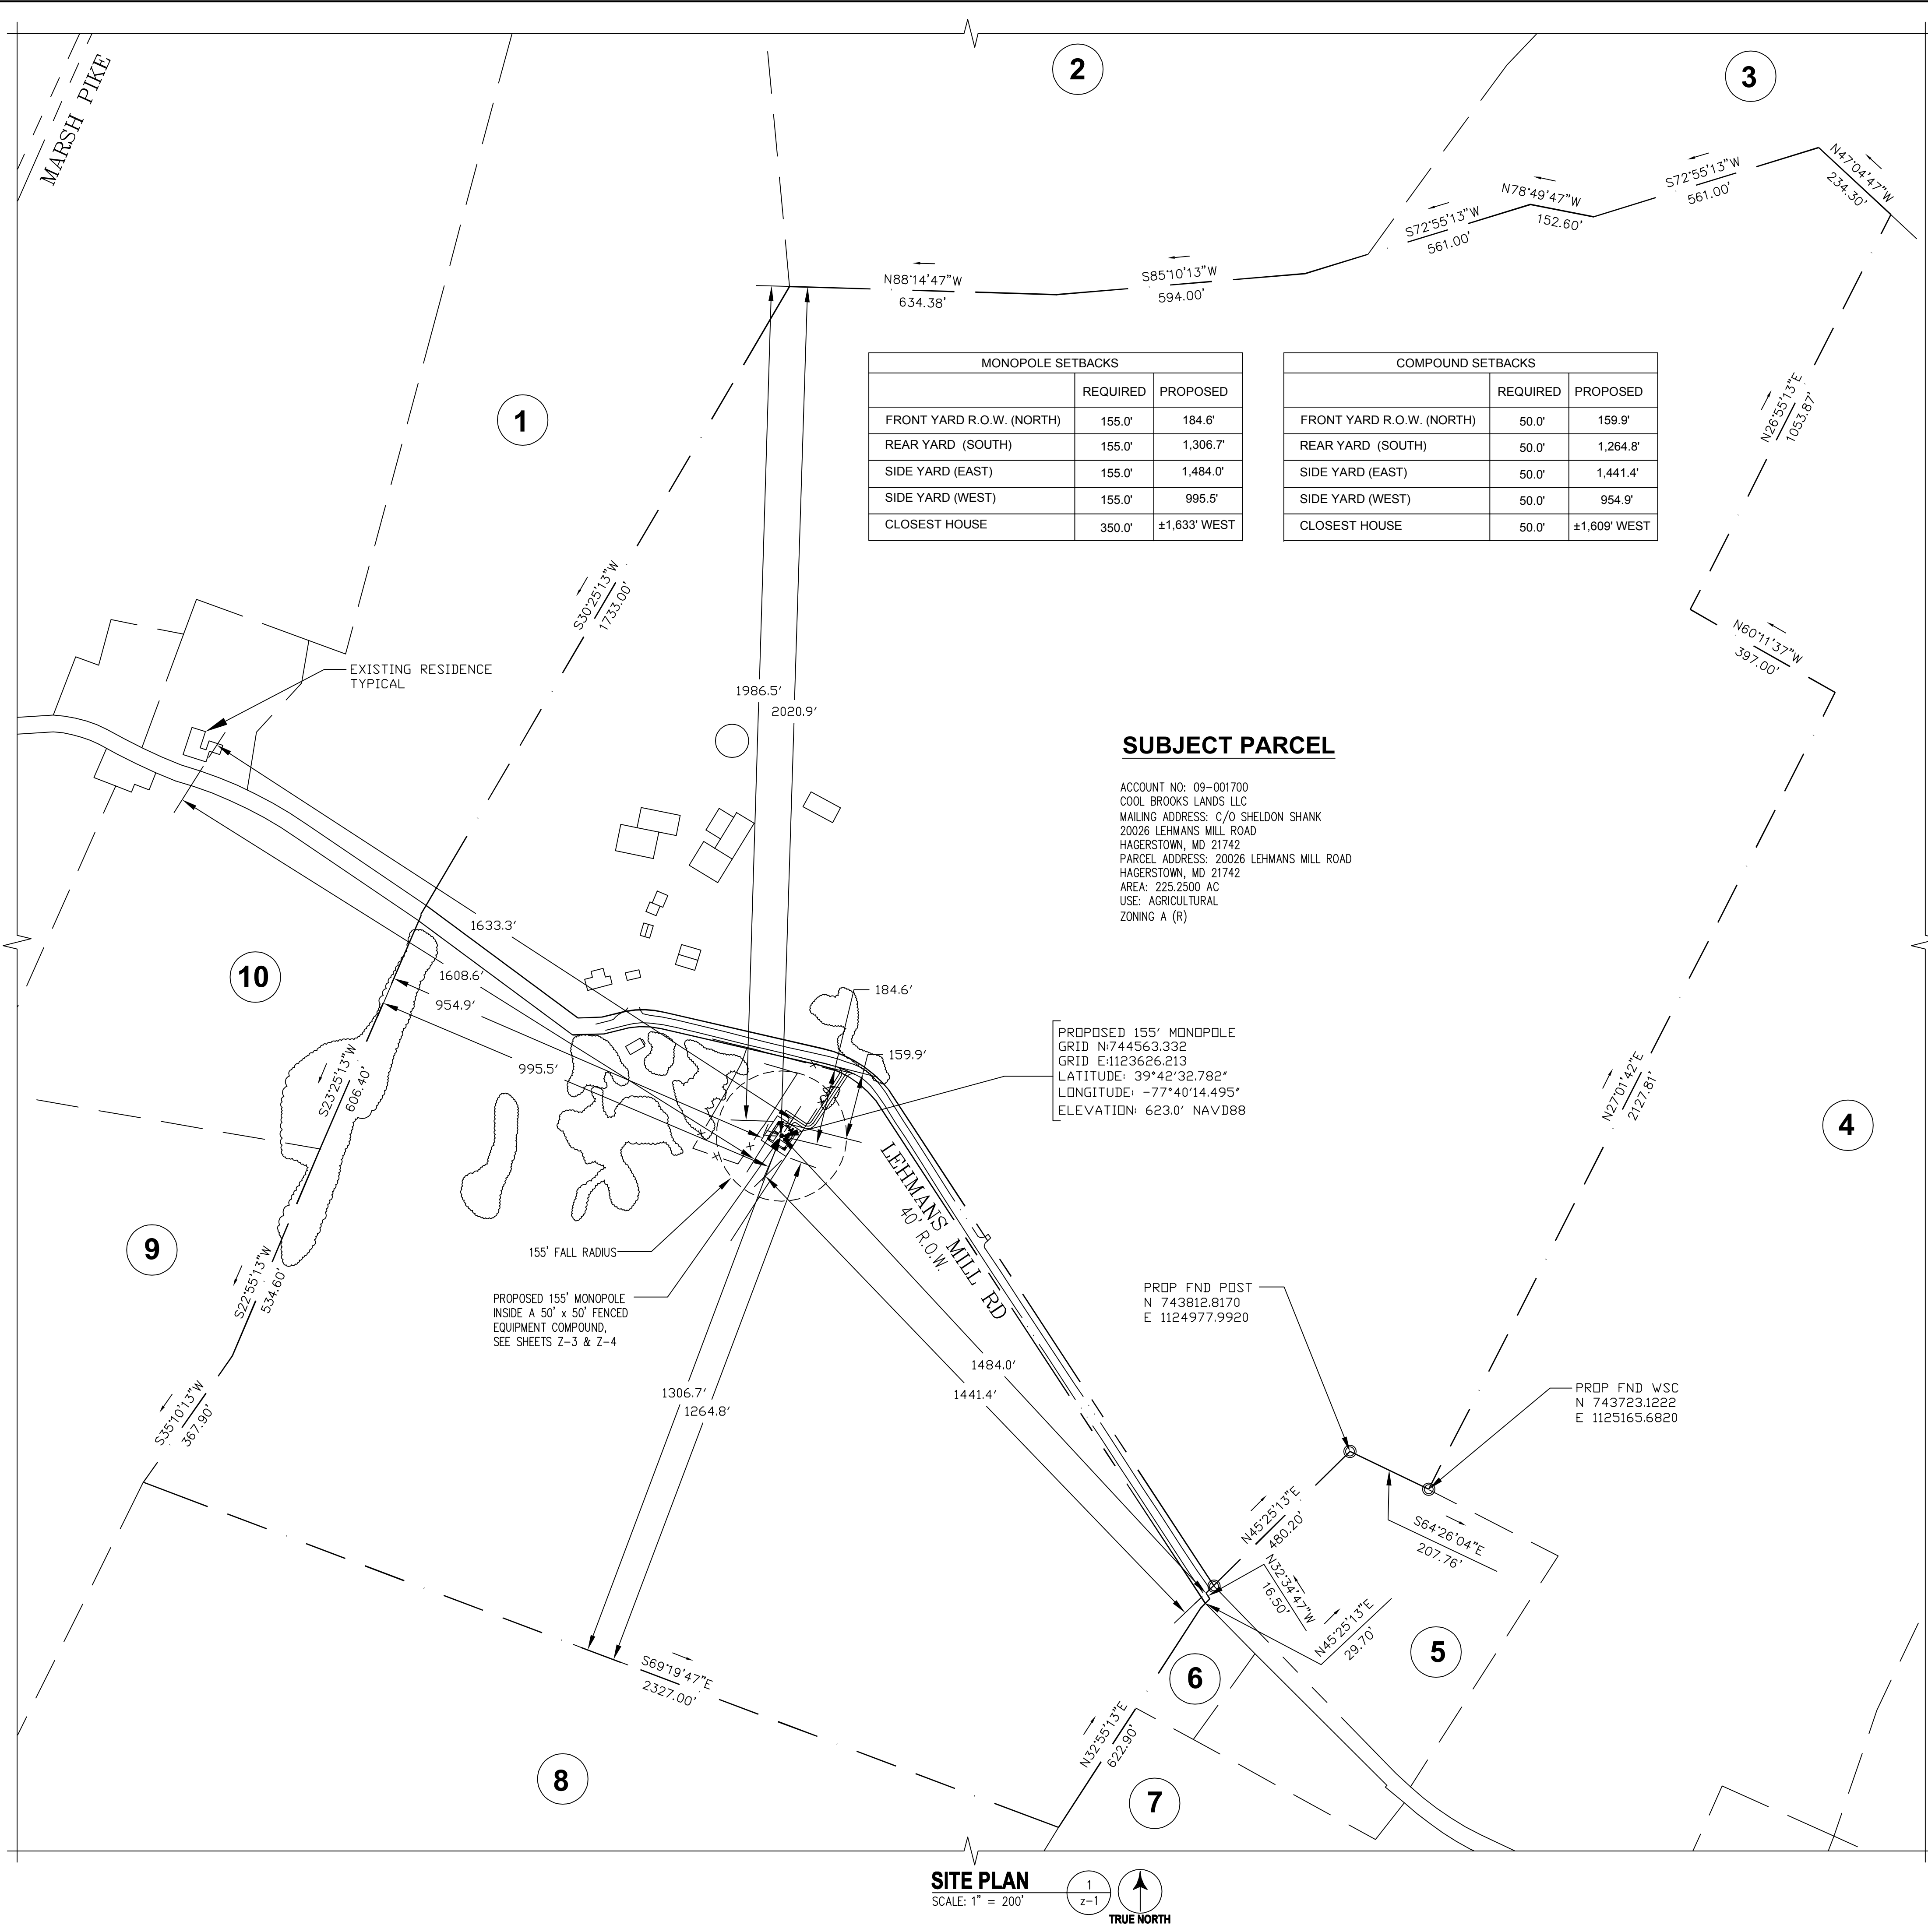 MARSH PIKE
2
3
N47°04'47"W
234.30'
S72°55'13"W
561.00'
N78°49'47"W
152.60'
S72°55'13"W
561.00'
S85°10'13"W
594.00'
N88°14'47"W
634.38'
MONOPOLE SETBACKS
REQUIRED PROPOSED
FRONT YARD R.O.W. (NORTH) 155.0' 184.6'
REAR YARD (SOUTH) 155.0' 1,306.7'
SIDE YARD (EAST) 155.0' 1,484.0'
SIDE YARD (WEST) 155.0' 995.5'
CLOSEST HOUSE 350.0' ±1,633' WEST
COMPOUND SETBACKS
REQUIRED PROPOSED
FRONT YARD R.O.W. (NORTH) 50.0' 159.9'
REAR YARD (SOUTH) 50.0' 1,264.8'
SIDE YARD (EAST) 50.0' 1,441.4'
SIDE YARD (WEST) 50.0' 954.9'
CLOSEST HOUSE 50.0' ±1,609' WEST
N26°55'13"E
1053.87'
1
S30°25'13"W
1733.00'
N60°11'37"W
397.00'
EXISTING RESIDENCE
TYPICAL
1986.5'
2020.9'
SUBJECT PARCEL
ACCOUNT NO: 09-001700
COOL BROOKS LANDS LLC
MAILING ADDRESS: C/O SHELDON SHANK
20026 LEHMANS MILL ROAD
HAGERSTOWN, MD 21742
PARCEL ADDRESS: 20026 LEHMANS MILL ROAD
HAGERSTOWN, MD 21742
AREA: 225.2500 AC
USE: AGRICULTURAL
ZONING A (R)
1633.3'
10
1608.6'
954.9'
995.5'
184.6'
159.9'
PROPOSED 155' MONOPOLE
GRID N:744563.332
GRID E:1123626.213
LATITUDE: 39°42'32.782"
LONGITUDE: -77°40'14.495"
ELEVATION: 623.0' NAVD88
S23°25'13"W
606.40'
N27°01'42"E
2127.81'
4
LEHMANS MILL RD
40' R.O.W.
9
155' FALL RADIUS
S22°55'13"W
534.60'
PROPOSED 155' MONOPOLE
INSIDE A 50' x 50' FENCED
EQUIPMENT COMPOUND,
SEE SHEETS Z-3 & Z-4
PROP FND POST
N 743812.8170
E 1124977.9920
1484.0'
1441.4'
1306.7'
1264.8'
PROP FND WSC
N 743723.1222
E 1125165.6820
S35°10'13"W
367.90'
N45°25'13"E
480.20'
S64°26'04"E
207.76'
N32°34'47"W
16.50'
N45°25'13"E
29.70'
5
6
S69°19'47"E
2327.00'
N32°55'13"E
622.90'
8
7
SITE PLAN
SCALE: 1" = 200'
1
z-1
TRUE NORTH